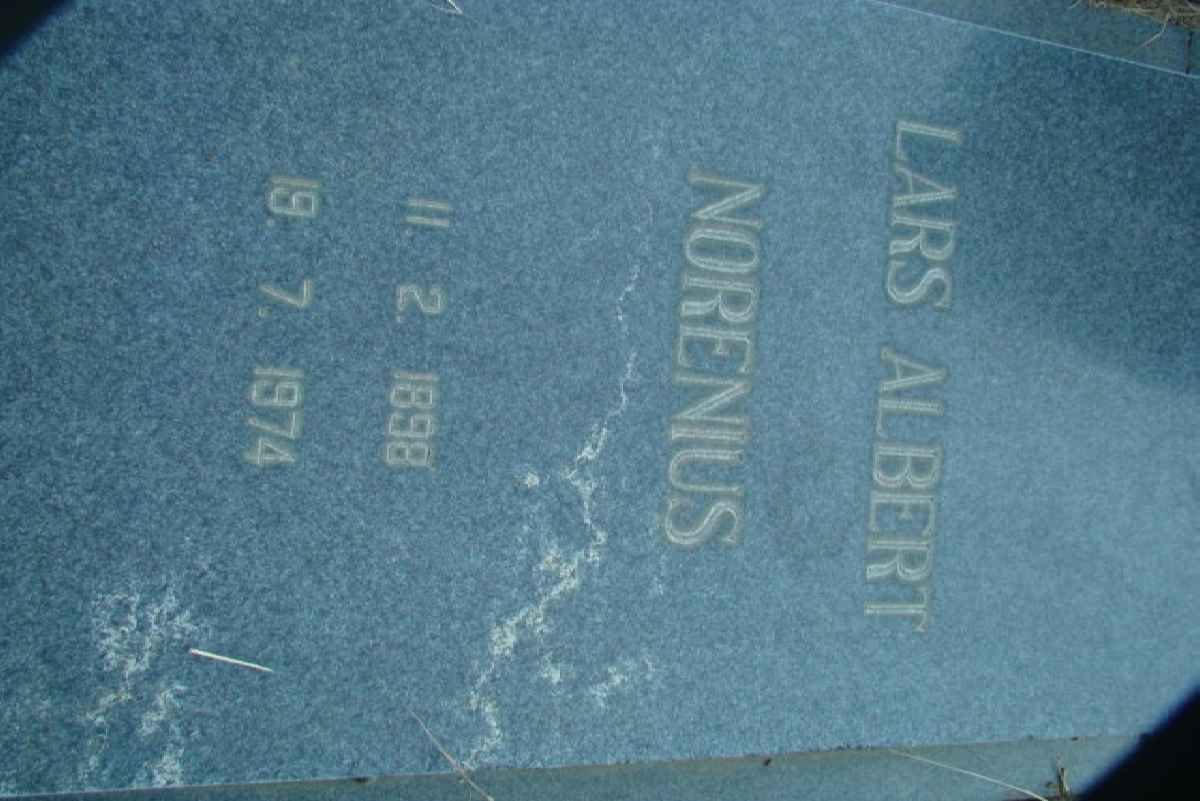 LARS ALBERT
NORENIUS
11. 2. 1898
19. 7. 1974